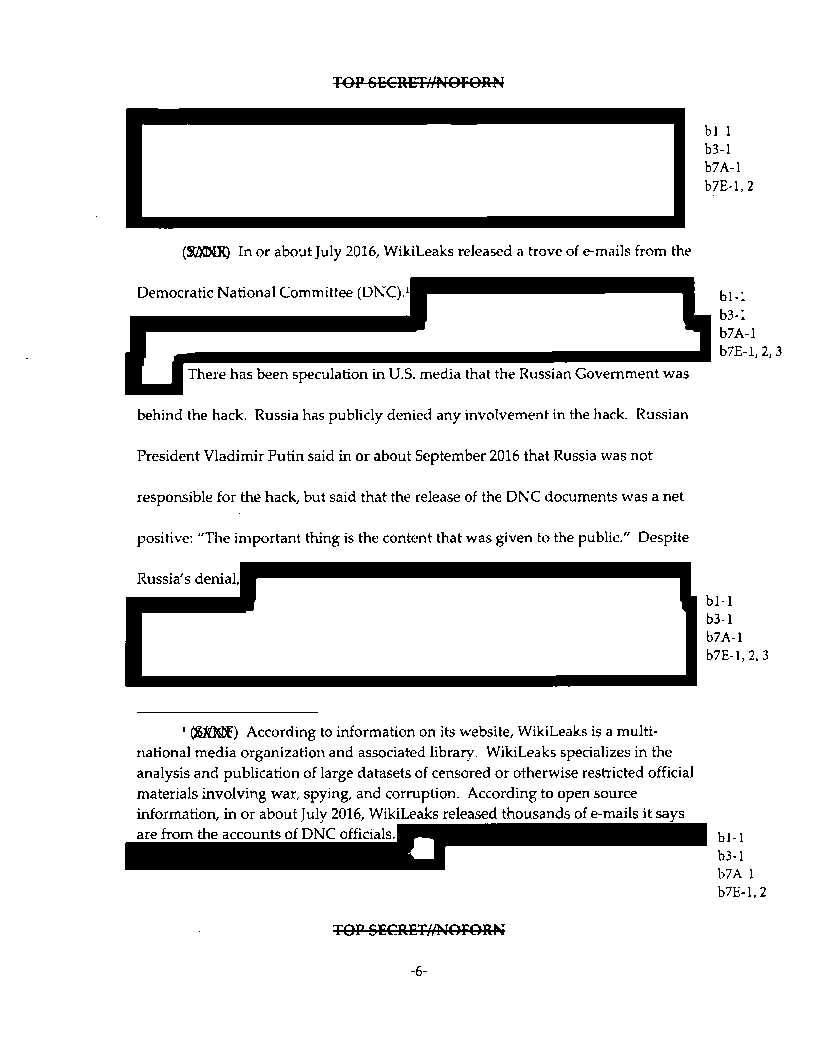 TOP SECRET//NOFORN
b1-1
b3-1
b7A-1
b7E-1, 2
In or about July 2016, WikiLeaks released a trove of e-mails from the
Democratic National Committee (DNC).¹
b1-1
b3-1
b7A-1
b7E-1, 2, 3
There has been speculation in U.S. media that the Russian Government was
behind the hack. Russia has publicly denied any involvement in the hack. Russian
President Vladimir Putin said in or about September 2016 that Russia was not
responsible for the hack, but said that the release of the DNC documents was a net
positive: "The important thing is the content that was given to the public." Despite
Russia's denial,
b1-1
b3-1
b7A-1
b7E-1, 2, 3
¹ According to information on its website, WikiLeaks is a multi-
national media organization and associated library. WikiLeaks specializes in the
analysis and publication of large datasets of censored or otherwise restricted official
materials involving war, spying, and corruption. According to open source
information, in or about July 2016, WikiLeaks released thousands of e-mails it says
are from the accounts of DNC officials.
b1-1
b3-1
b7A-1
b7E-1, 2
TOP SECRET//NOFORN
-6-